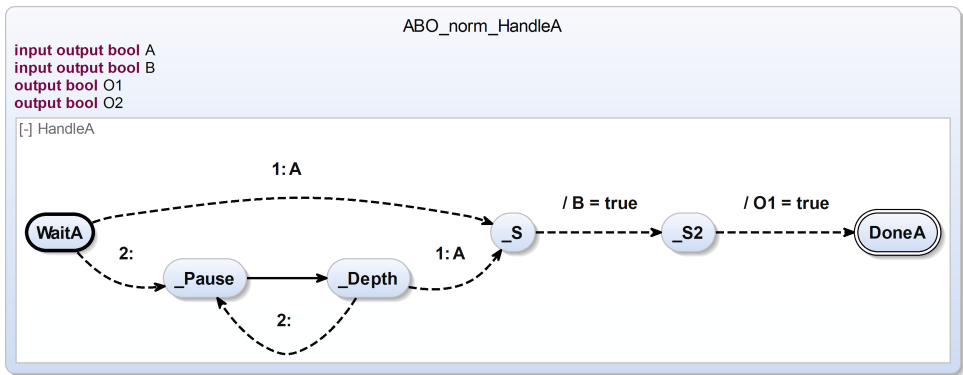 ABO_norm_HandleA
input output bool A
input output bool B
output bool O1
output bool O2
[-] HandleA
1: A
/ B = true
/ O1 = true
WaitA
_S
_S2
DoneA
2:
1: A
_Pause
_Depth
2: